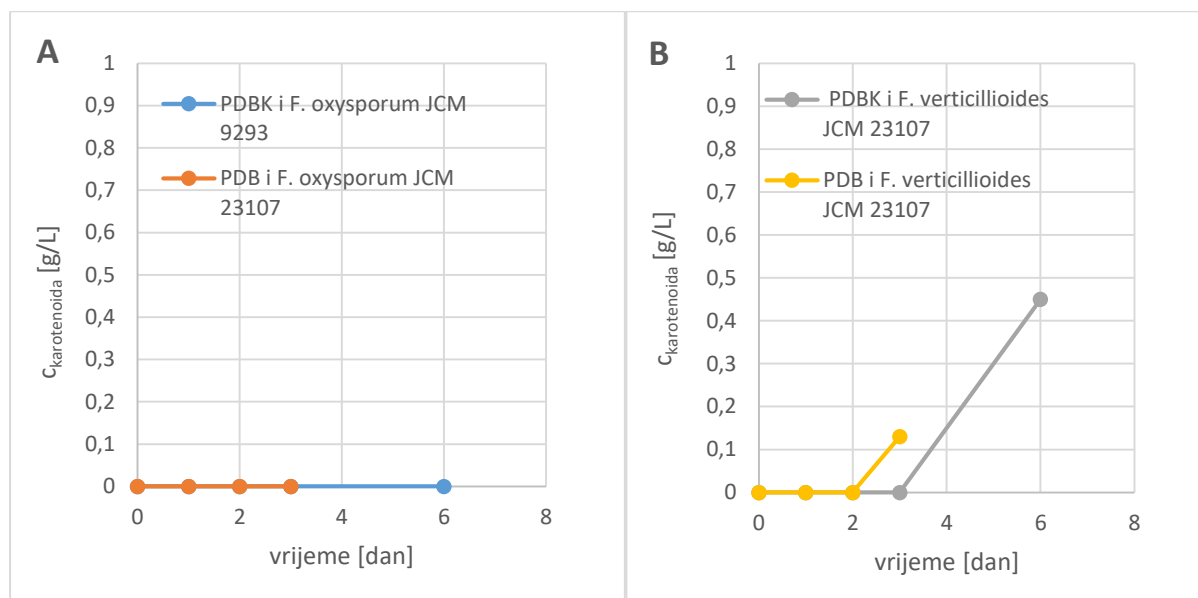 A
1
0,9
0,8
0,7
0,6
0,5
0,4
0,3
0,2
0,1
0
0 2 4 6 8
ckarotenoida [g/L]
vrijeme [dan]
PDBK i F. oxysporum JCM
9293
PDB i F. oxysporum JCM
23107
B
1
0,9
0,8
0,7
0,6
0,5
0,4
0,3
0,2
0,1
0
0 2 4 6 8
ckarotenoida [g/L]
vrijeme [dan]
PDBK i F. verticillioides
JCM 23107
PDB i F. verticillioides
JCM 23107